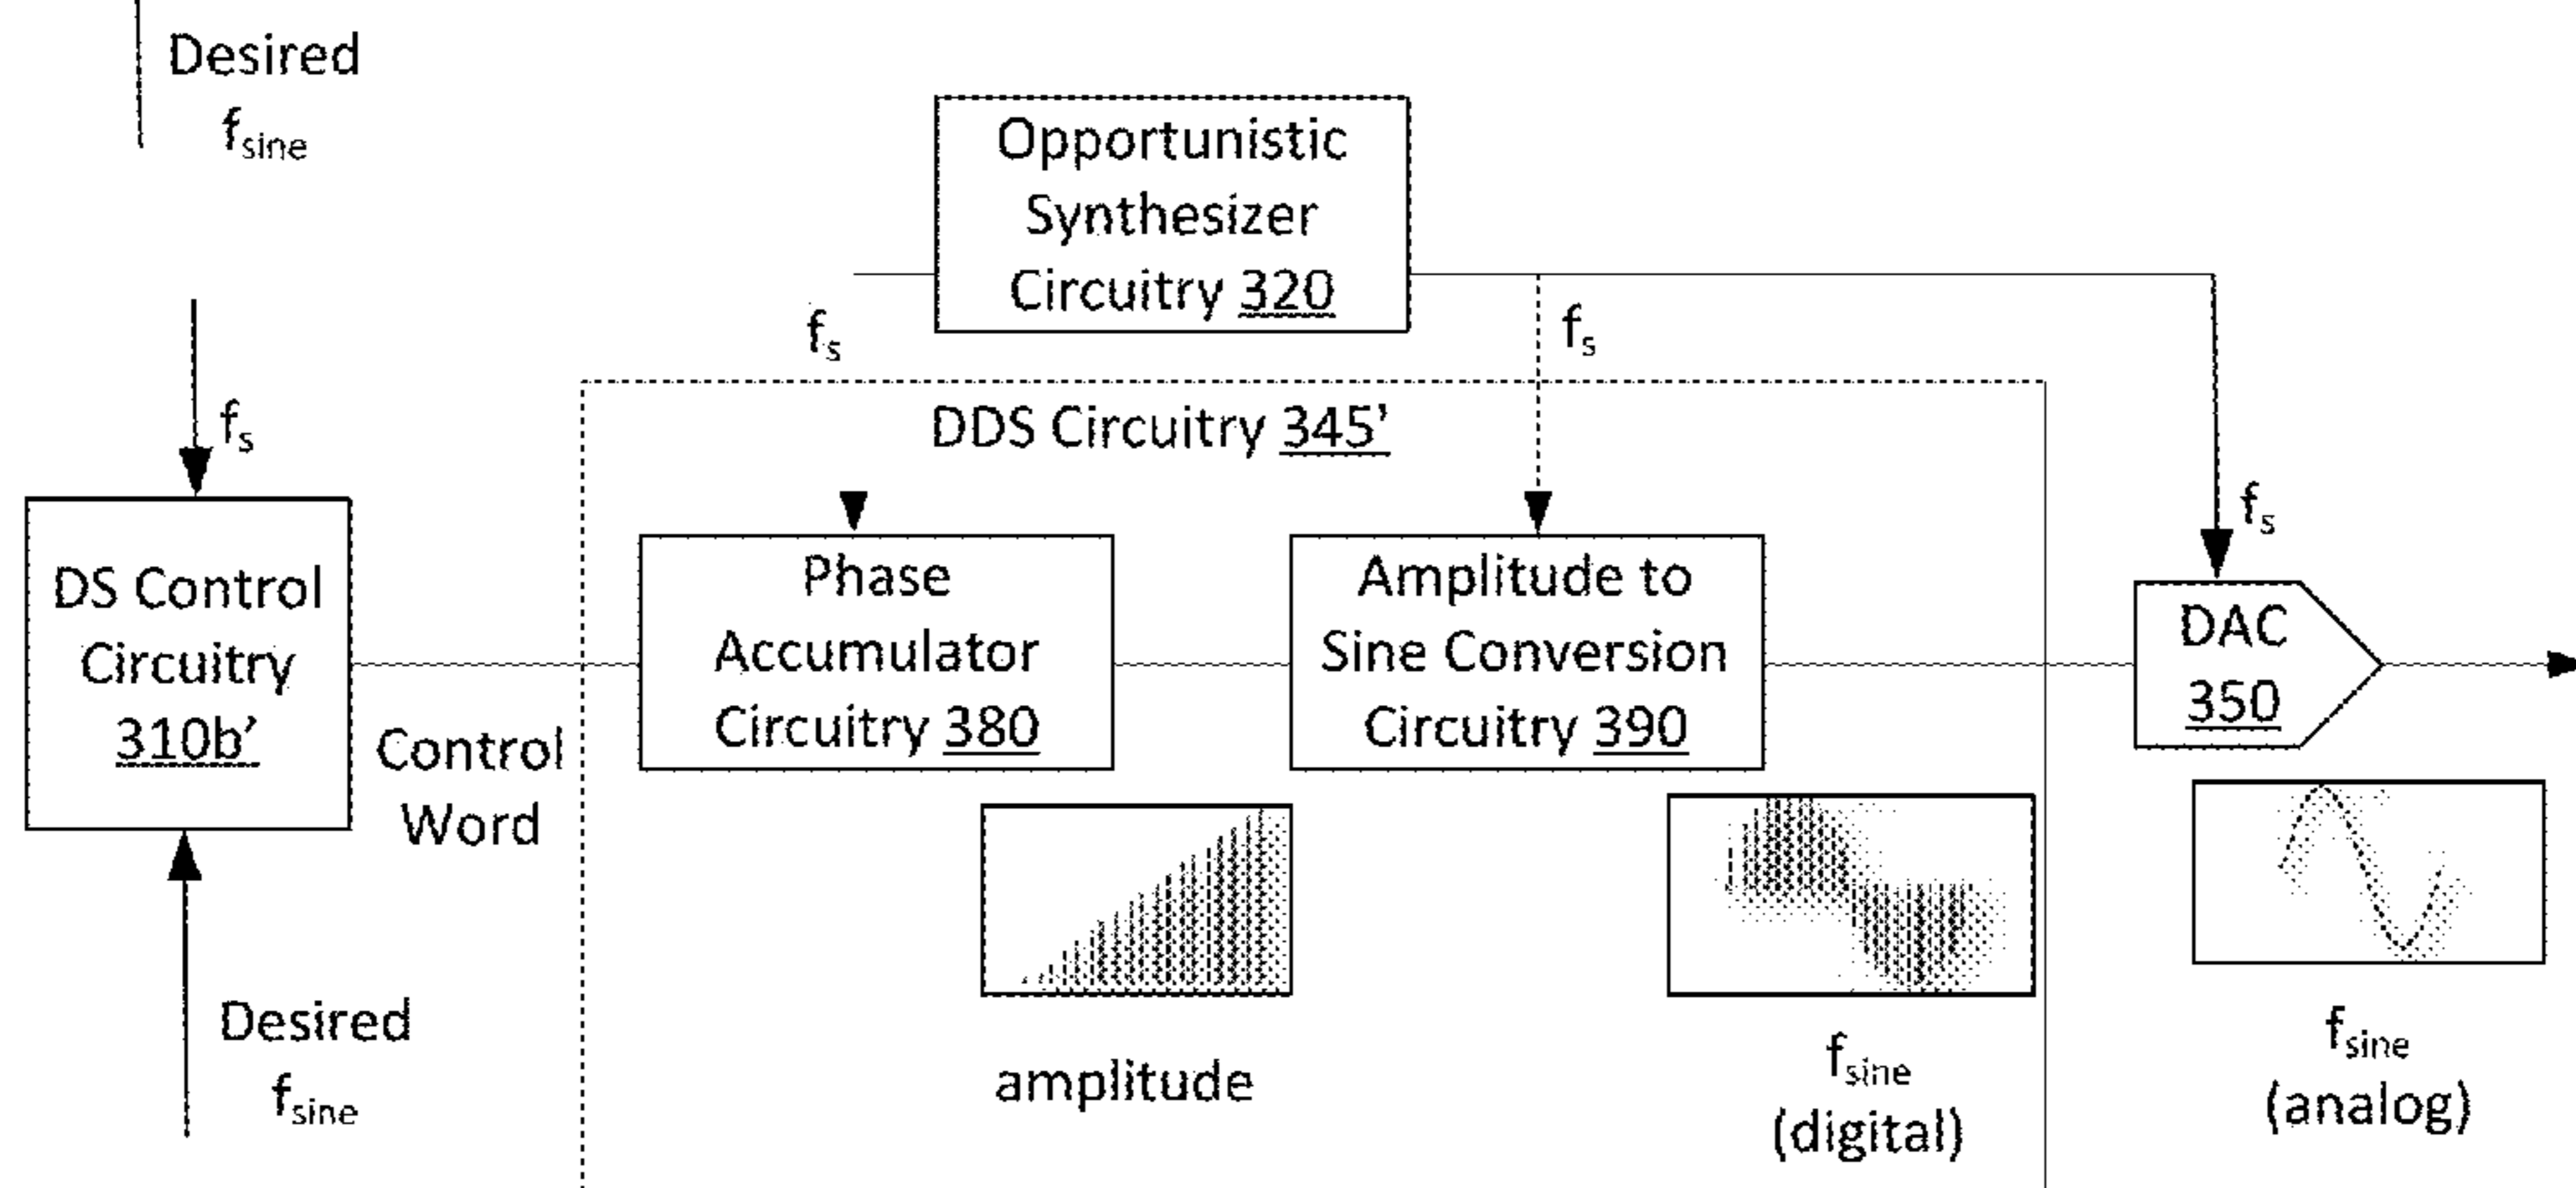 Desired
fsine
Opportunistic
Synthesizer
Circuitry 320
fs
fs
fs
fs
DDS Circuitry 345'
DS Control
Circuitry
310b'
Control
Word
Phase
Accumulator
Circuitry 380
Amplitude to
Sine Conversion
Circuitry 390
DAC
350
Desired
fsine
amplitude
fsine
(digital)
fsine
(analog)